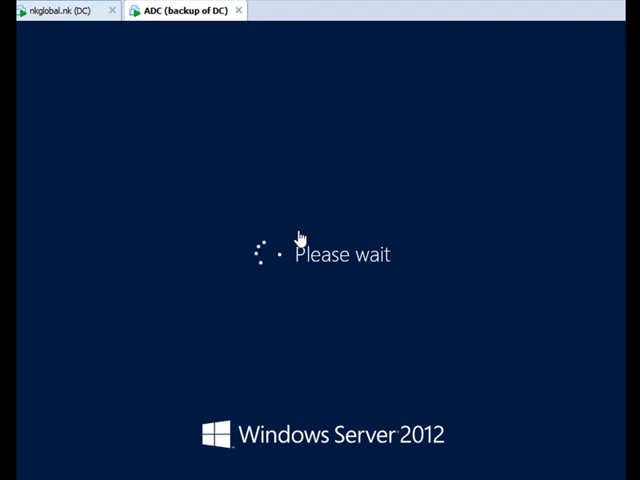 nkglobal.nk (DC)
ADC (backup of DC)
Please wait
Windows Server 2012